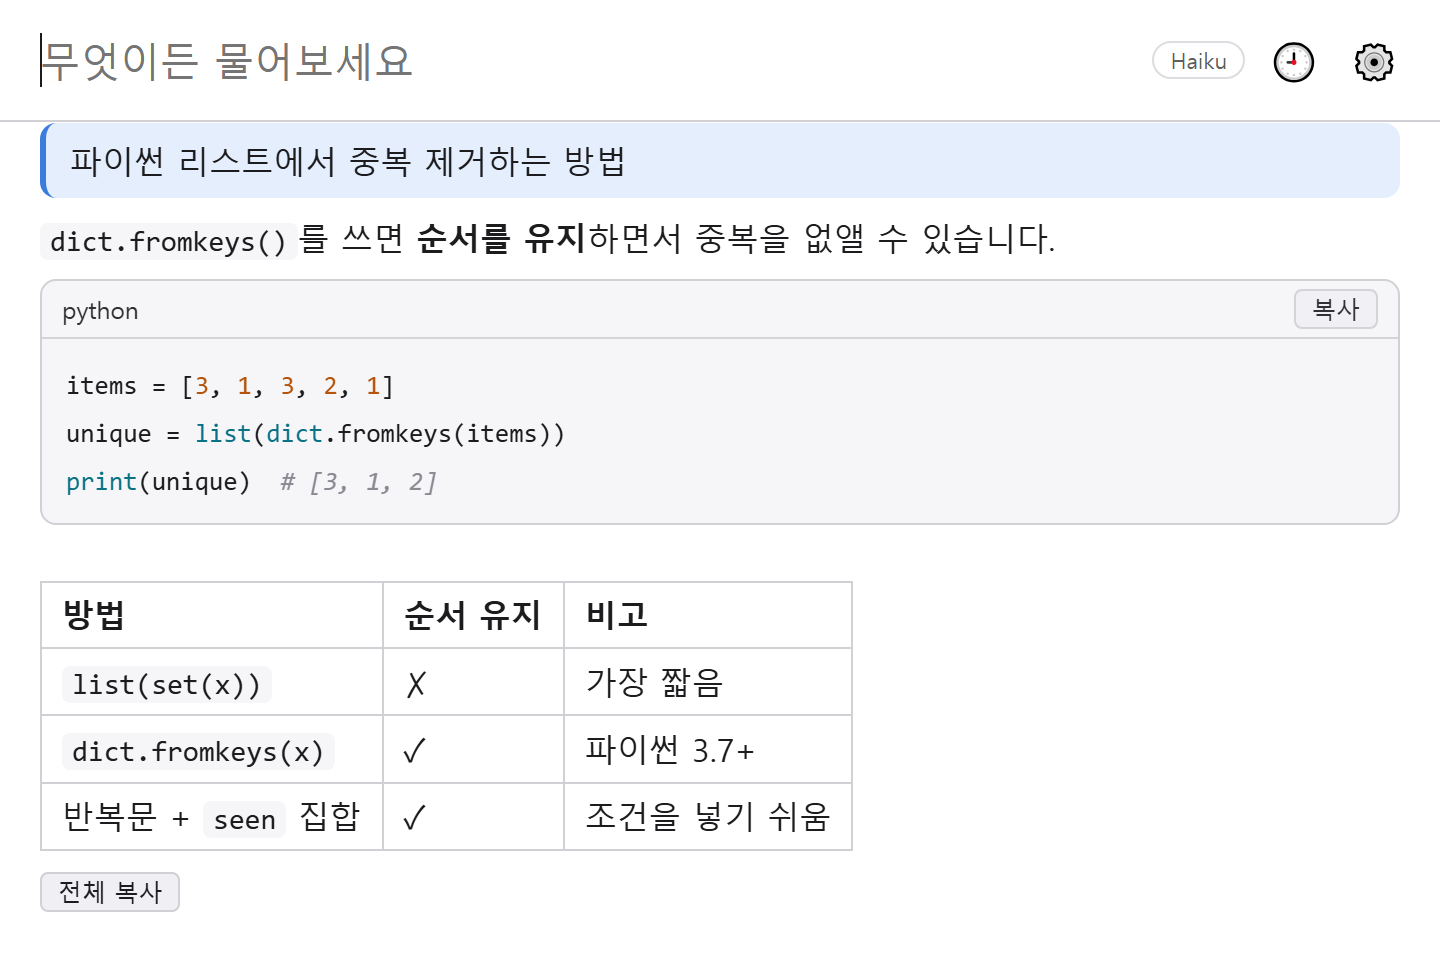 무엇이든 물어보세요
Haiku
파이썬 리스트에서 중복 제거하는 방법
dict.fromkeys()를 쓰면 순서를 유지하면서 중복을 없앨 수 있습니다.
python
복사
items = [3, 1, 3, 2, 1]
unique = list(dict.fromkeys(items))
print(unique)  # [3, 1, 2]
방법 순서 유지 비고
list(set(x)) ✗ 가장 짧음
dict.fromkeys(x) ✓ 파이썬 3.7+
반복문 + seen 집합 ✓ 조건을 넣기 쉬움
전체 복사